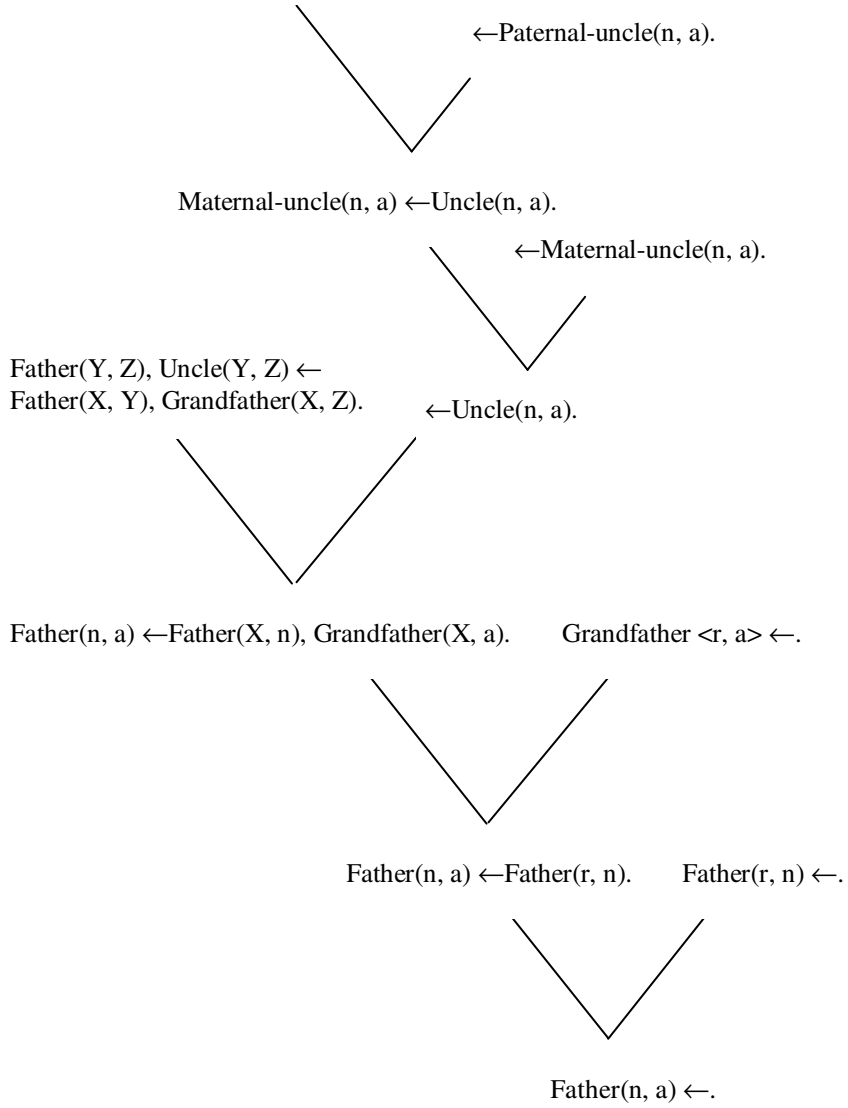 ←Paternal-uncle(n, a).
Maternal-uncle(n, a) ←Uncle(n, a).
←Maternal-uncle(n, a).
Father(Y, Z), Uncle(Y, Z) ←
Father(X, Y), Grandfather(X, Z).
←Uncle(n, a).
Father(n, a) ←Father(X, n), Grandfather(X, a).
Grandfather <r, a> ←.
Father(n, a) ←Father(r, n).
Father(r, n) ←.
Father(n, a) ←.